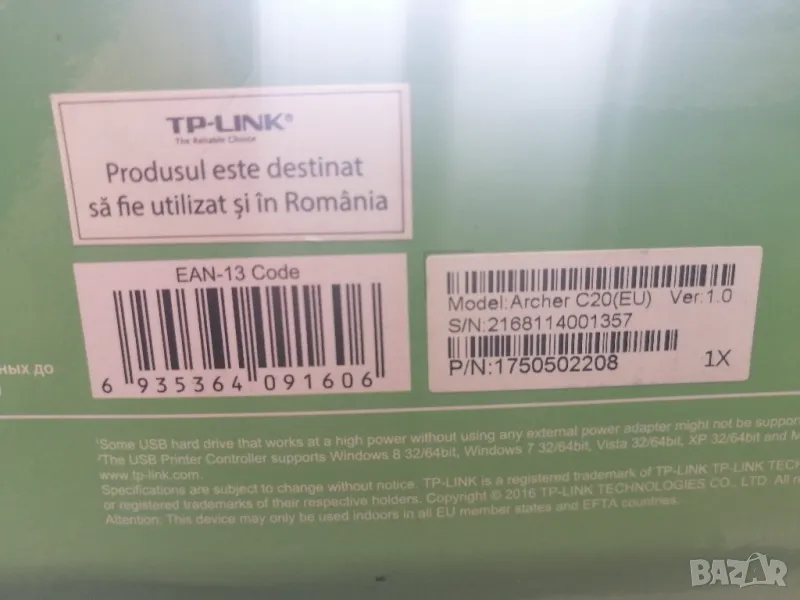 TP-LINK®
The Reliable Choice
Produsul este destinat
să fie utilizat și în România
EAN-13 Code
6 935364 091606
Model:Archer C20(EU) Ver:1.0
S/N:2168114001357
P/N:1750502208 1X
ных до
¹Some USB hard drive that works at a high power without using any external power adapter might not be
²The USB Printer Controller supports Windows 8 32/64bit, Windows 7 32/64bit, Vista 32/64bit, XP 32/64bit and
www.tp-link.com.
Specifications are subject to change without notice. TP-LINK is a registered trademark of TP-LINK TECHNOLOGIES
or registered trademarks of their respective holders. Copyright © 2016 TP-LINK TECHNOLOGIES CO., LTD. All
Attention: This device may only be used indoors in all EU member states and EFTA countries.
BAZAR